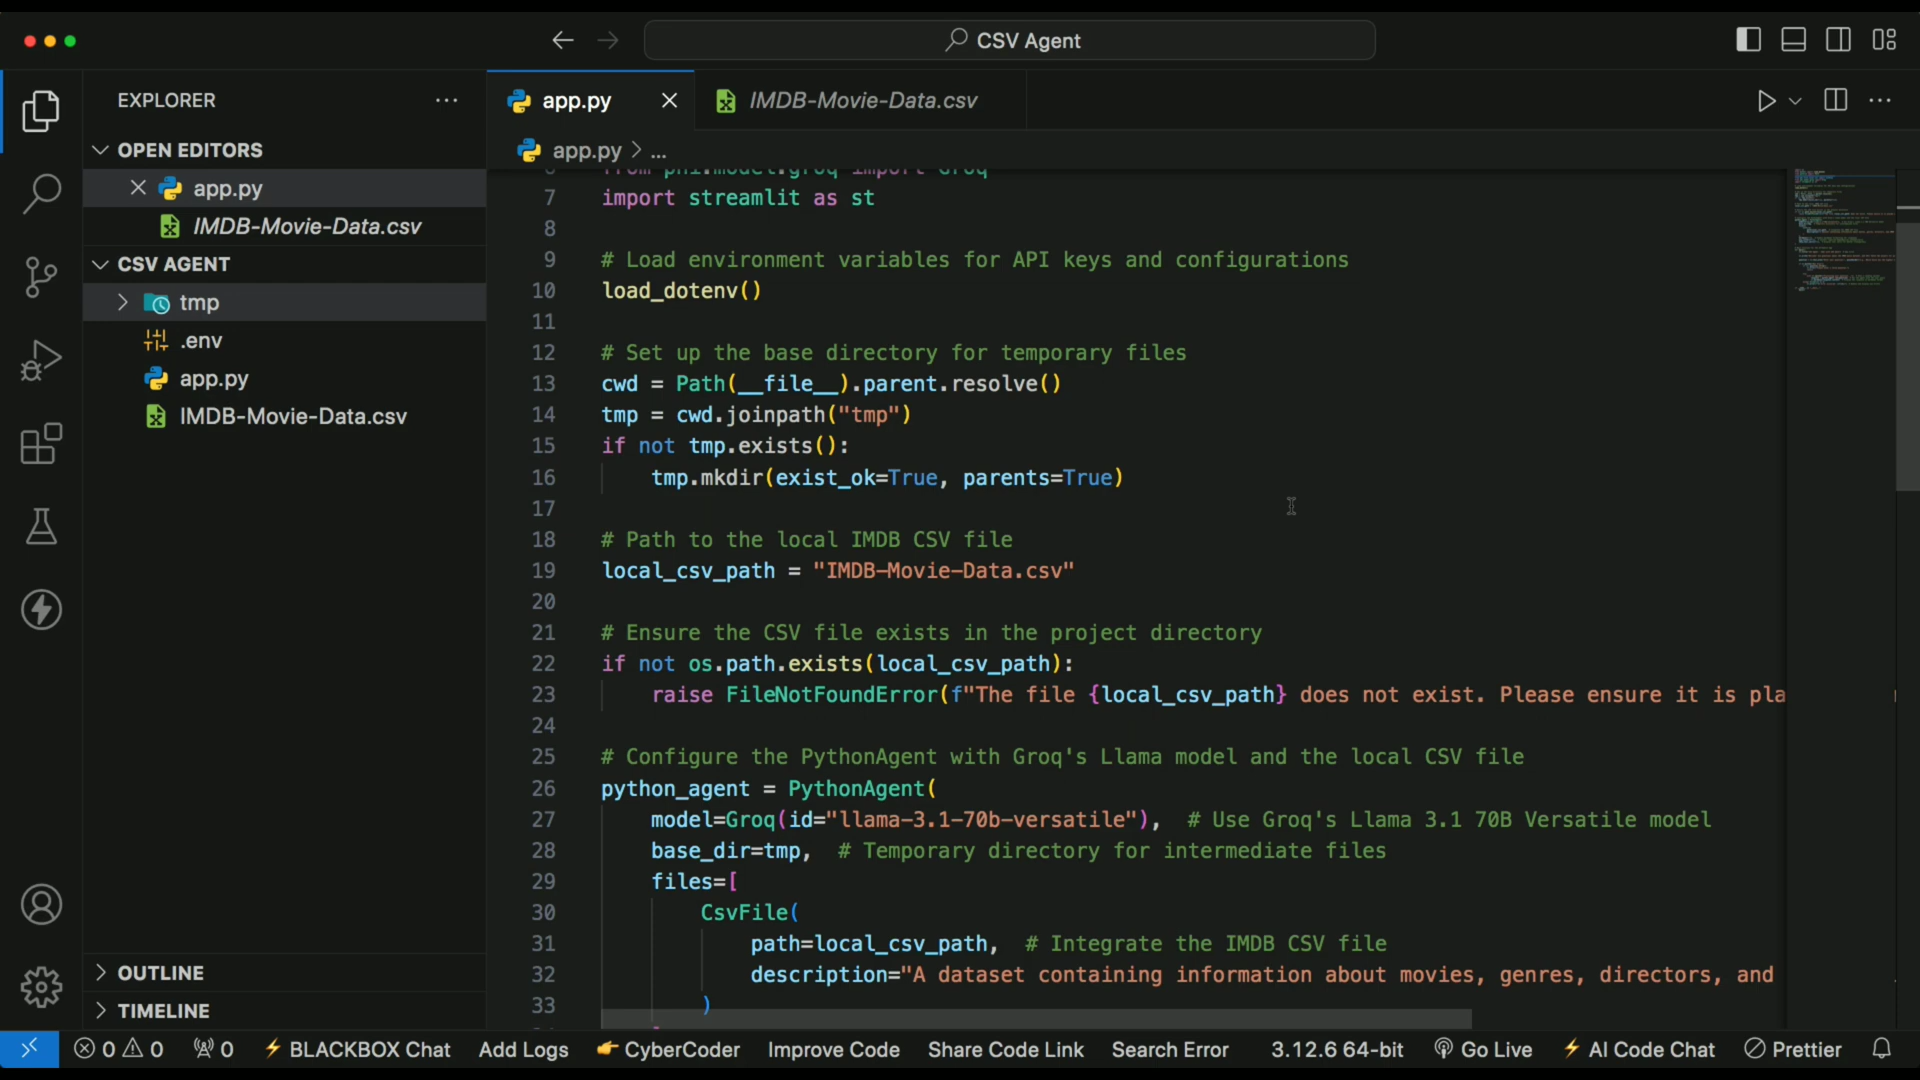 CSV Agent
EXPLORER
OPEN EDITORS
app.py
IMDB-Movie-Data.csv
CSV AGENT
tmp
.env
app.py
IMDB-Movie-Data.csv
OUTLINE
TIMELINE
app.py
IMDB-Movie-Data.csv
app.py > ...
from phi.model.groq import Groq
7 import streamlit as st
8
9 # Load environment variables for API keys and configurations
10 load_dotenv()
11
12 # Set up the base directory for temporary files
13 cwd = Path(__file__).parent.resolve()
14 tmp = cwd.joinpath("tmp")
15 if not tmp.exists():
16 tmp.mkdir(exist_ok=True, parents=True)
17
18 # Path to the local IMDB CSV file
19 local_csv_path = "IMDB-Movie-Data.csv"
20
21 # Ensure the CSV file exists in the project directory
22 if not os.path.exists(local_csv_path):
23 raise FileNotFoundError(f"The file {local_csv_path} does not exist. Please ensure it is pla
24
25 # Configure the PythonAgent with Groq's Llama model and the local CSV file
26 python_agent = PythonAgent(
27 model=Groq(id="llama-3.1-70b-versatile"), # Use Groq's Llama 3.1 70B Versatile model
28 base_dir=tmp, # Temporary directory for intermediate files
29 files=[
30 CsvFile(
31 path=local_csv_path, # Integrate the IMDB CSV file
32 description="A dataset containing information about movies, genres, directors, and
33 )
0 0 0 BLACKBOX Chat Add Logs CyberCoder Improve Code Share Code Link Search Error 3.12.6 64-bit Go Live AI Code Chat Prettier